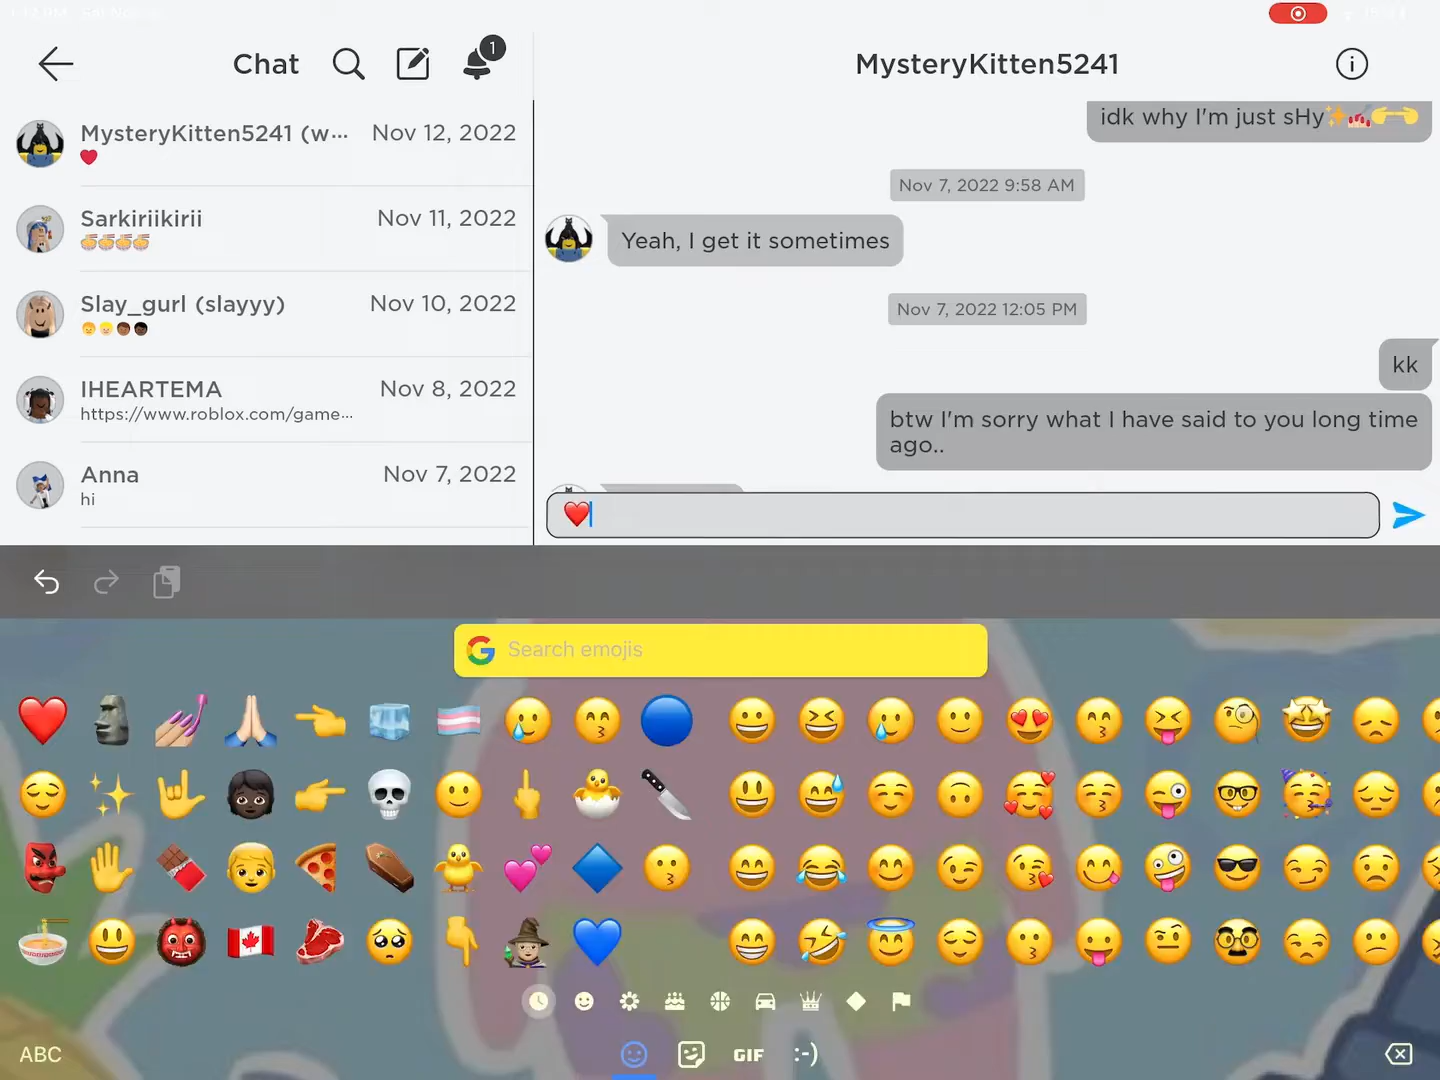 Chat
1
MysteryKitten5241
MysteryKitten5241 (w... Nov 12, 2022
❤️
Sarkiriikirii Nov 11, 2022
🍜🍜🍜🍜
Slay_gurl (slayyy) Nov 10, 2022
IHEARTEMA Nov 8, 2022
https://www.roblox.com/game...
Anna Nov 7, 2022
hi
idk why I'm just sHy✨💅🏼👉👈
Nov 7, 2022 9:58 AM
Yeah, I get it sometimes
Nov 7, 2022 12:05 PM
kk
btw I'm sorry what I have said to you long time
ago..
❤️
Search emojis
ABC
GIF
:-)